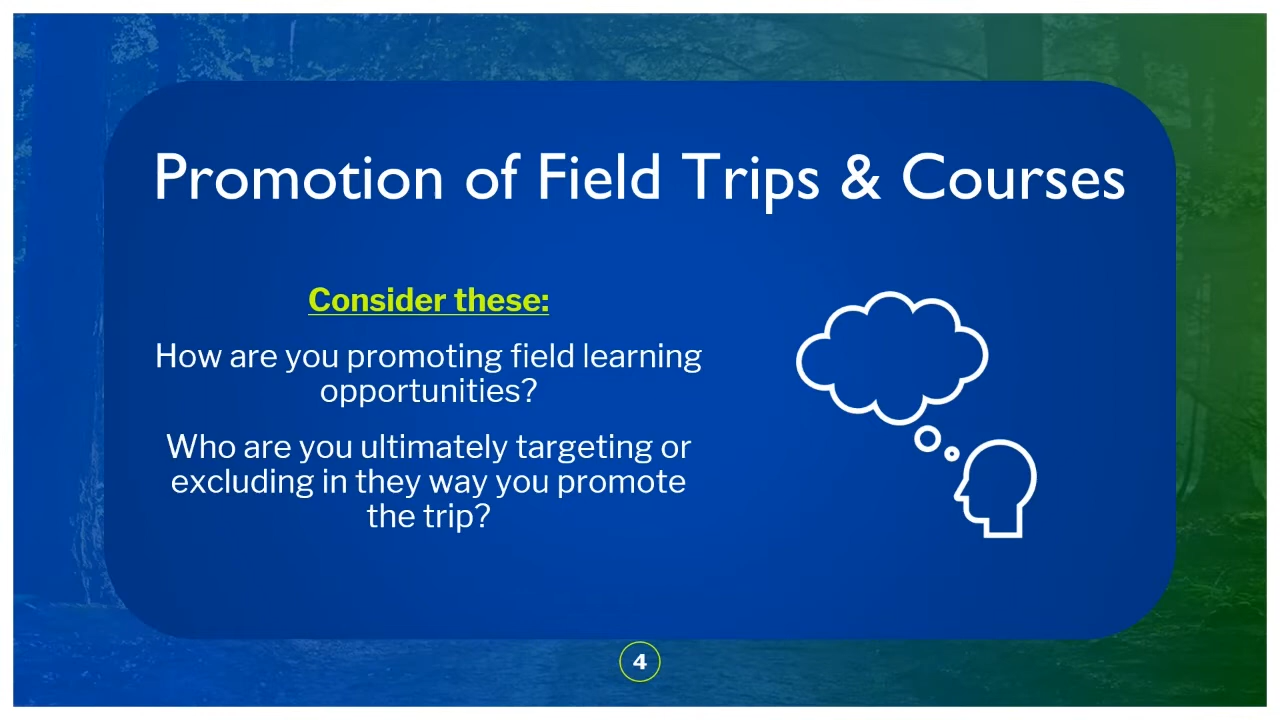 Promotion of Field Trips & Courses
Consider these:
How are you promoting field learning
opportunities?
Who are you ultimately targeting or
excluding in they way you promote
the trip?
4